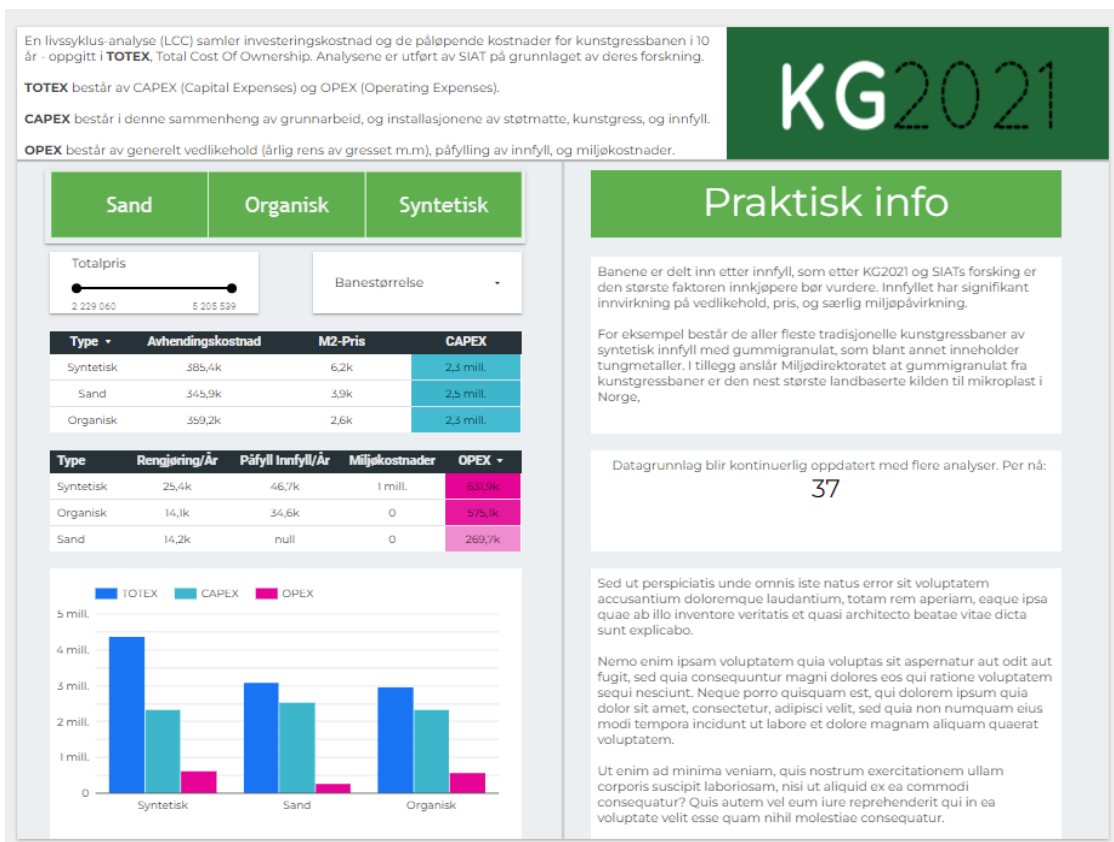 En livssyklus-analyse (LCC) samler investeringskostnad og de påløpende kostnader for kunstgressbanen i 10
år - oppgitt i TOTEX, Total Cost Of Ownership. Analysene er utført av SIAT på grunnlaget av deres forskning.
TOTEX består av CAPEX (Capital Expenses) og OPEX (Operating Expenses).
CAPEX består i denne sammenheng av grunnarbeid, og installasjonene av støtmatte, kunstgress, og innfyll.
OPEX består av generelt vedlikehold (årlig rens av gresset m.m), påfylling av innfyll, og miljøkostnader.
KG2021
Sand Organisk Syntetisk
Totalpris
2 229 060 5 205 539
Banestørrelse
Type Avhendingskostnad M2-Pris CAPEX
Syntetisk 385,4k 6,2k 2,3 mill.
Sand 345,9k 3,9k 2,5 mill.
Organisk 359,2k 2,6k 2,3 mill.
Type Rengjøring/År Påfyll Innfyll/År Miljøkostnader OPEX
Syntetisk 25,4k 46,7k 1 mill. 631,9k
Organisk 14,1k 34,6k 0 575,1k
Sand 14,2k null 0 269,7k
TOTEX CAPEX OPEX
5 mill.
4 mill.
3 mill.
2 mill.
1 mill.
0
Syntetisk Sand Organisk
Praktisk info
Banene er delt inn etter innfyll, som etter KG2021 og SIATs forsking er
den største faktoren innkjøpere bør vurdere. Innfyllet har signifikant
innvirkning på vedlikehold, pris, og særlig miljøpåvirkning.
For eksempel består de aller fleste tradisjonelle kunstgressbaner av
syntetisk innfyll med gummigranulat, som blant annet inneholder
tungmetaller. I tillegg anslår Miljødirektoratet at gummigranulat fra
kunstgressbaner er den nest største landbaserte kilden til mikroplast i
Norge,
Datagrunnlag blir kontinuerlig oppdatert med flere analyser. Per nå:
37
Sed ut perspiciatis unde omnis iste natus error sit voluptatem
accusantium doloremque laudantium, totam rem aperiam, eaque ipsa
quae ab illo inventore veritatis et quasi architecto beatae vitae dicta
sunt explicabo.
Nemo enim ipsam voluptatem quia voluptas sit aspernatur aut odit aut
fugit, sed quia consequuntur magni dolores eos qui ratione voluptatem
sequi nesciunt. Neque porro quisquam est, qui dolorem ipsum quia
dolor sit amet, consectetur, adipisci velit, sed quia non numquam eius
modi tempora incidunt ut labore et dolore magnam aliquam quaerat
voluptatem.
Ut enim ad minima veniam, quis nostrum exercitationem ullam
corporis suscipit laboriosam, nisi ut aliquid ex ea commodi
consequatur? Quis autem vel eum iure reprehenderit qui in ea
voluptate velit esse quam nihil molestiae consequatur.